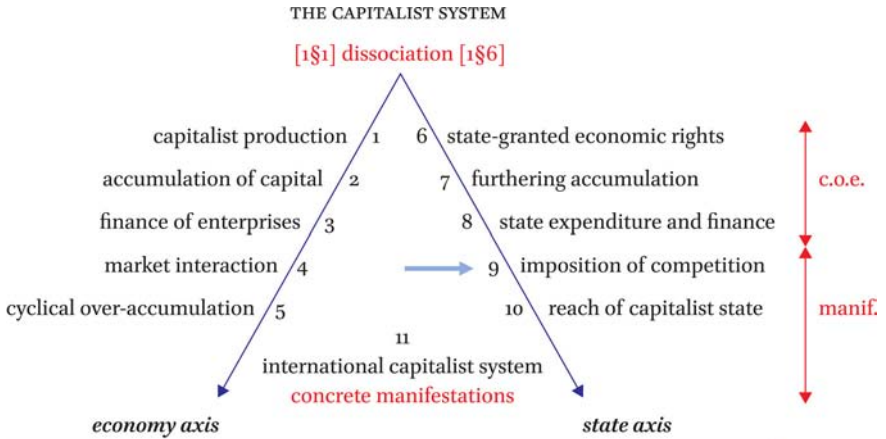 THE CAPITALIST SYSTEM
[1§1] dissociation [1§6]
capitalist production 1 6 state-granted economic rights
accumulation of capital 2 7 furthering accumulation
c.o.e.
finance of enterprises 3 8 state expenditure and finance
market interaction 4 9 imposition of competition
cyclical over-accumulation 5 10 reach of capitalist state
manif.
11
international capitalist system
concrete manifestations
economy axis state axis